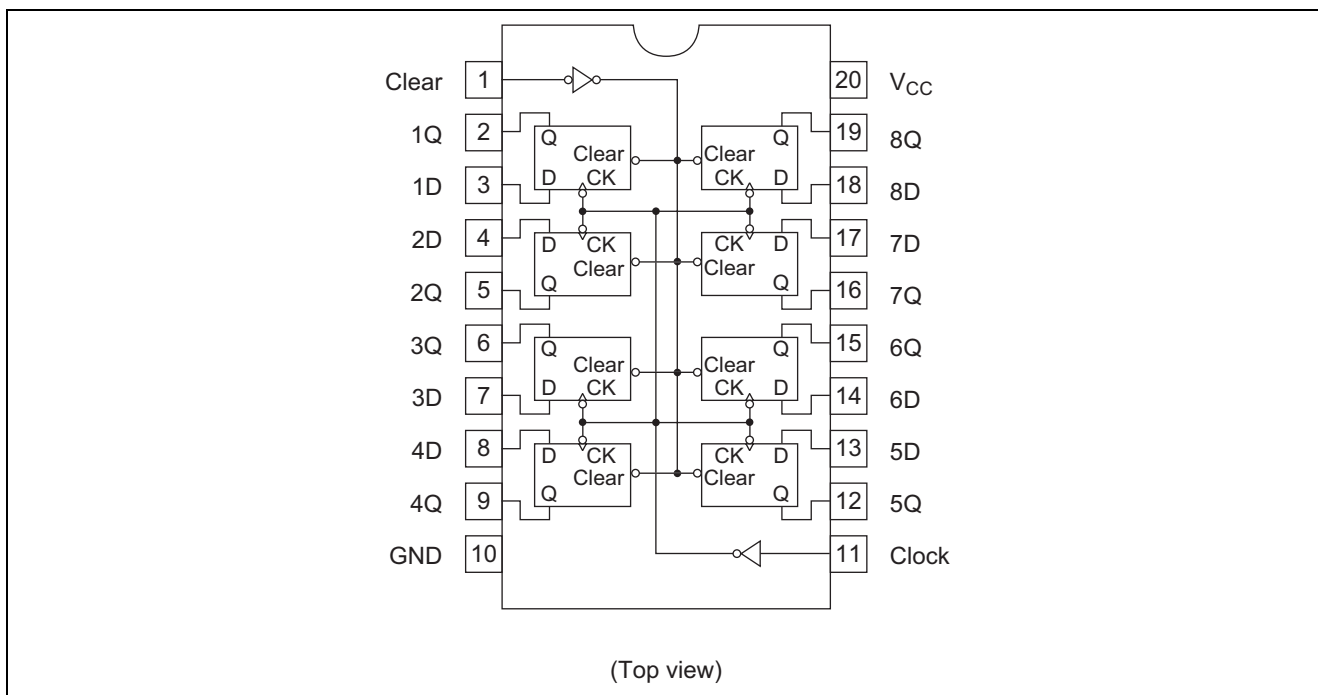 Clear 1 20 VCC
1Q 2 Q Q 19 8Q
Clear Clear
1D 3 D CK CK D 18 8D
2D 4 D CK CK D 17 7D
Clear Clear
2Q 5 Q Q 16 7Q
3Q 6 Q Q 15 6Q
Clear Clear
3D 7 D CK CK D 14 6D
4D 8 D CK CK D 13 5D
Clear Clear
4Q 9 Q Q 12 5Q
GND 10 11 Clock
(Top view)